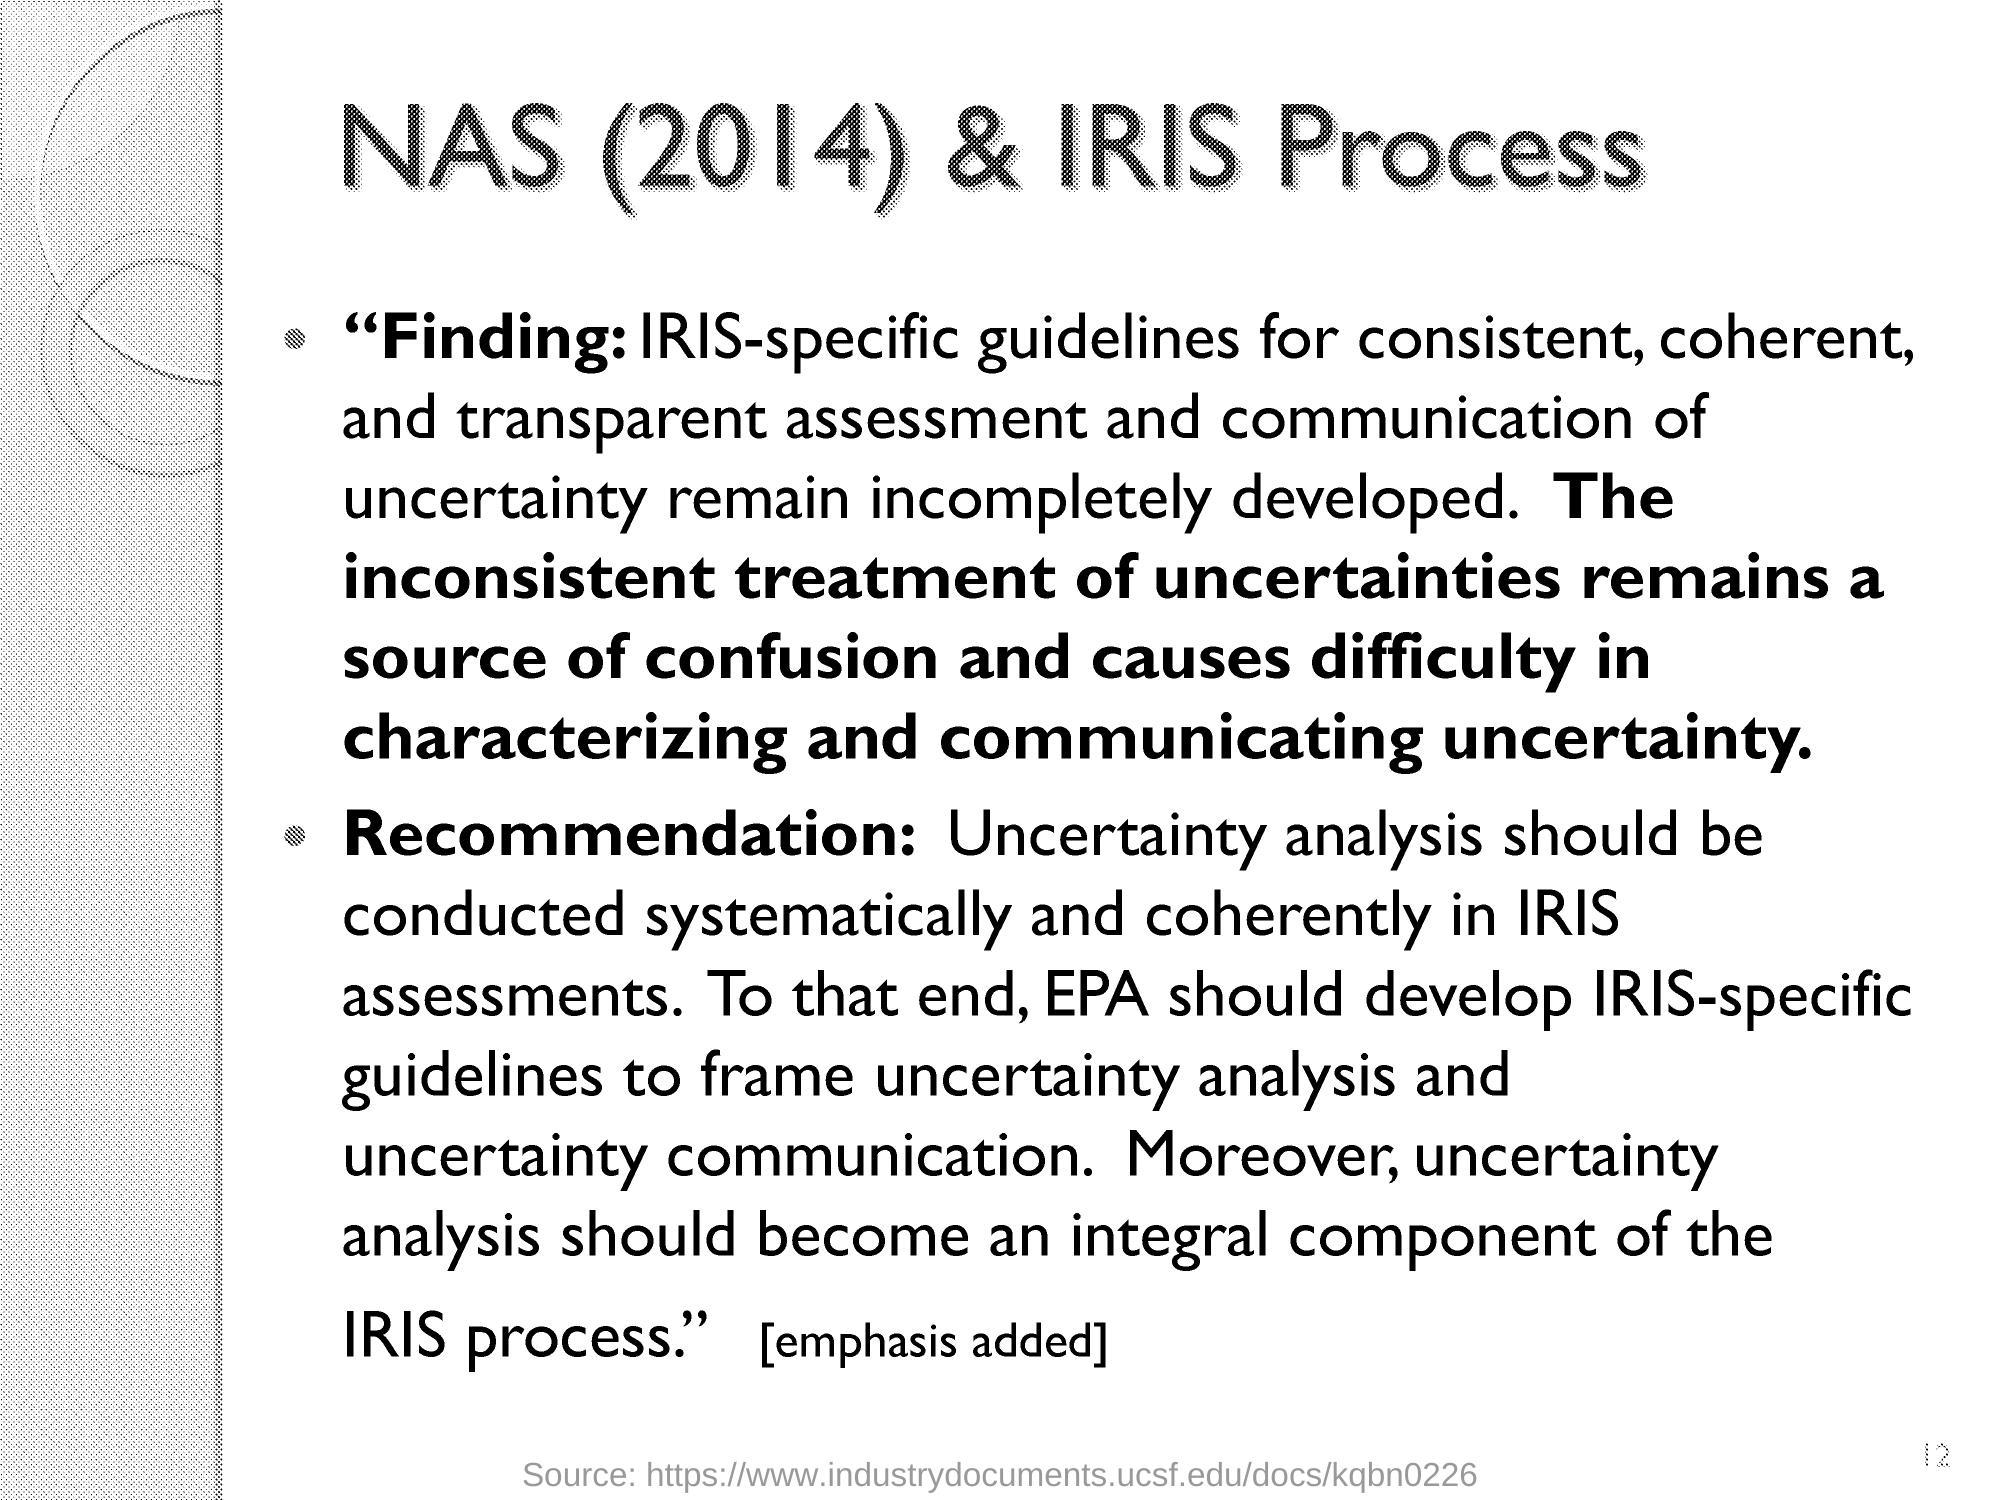 NAS (2014) & IRIS Process
• “Finding: IRIS-specific guidelines for consistent, coherent,
and transparent assessment and communication of
uncertainty remain incompletely developed.  The
inconsistent treatment of uncertainties remains a
source of confusion and causes difficulty in
characterizing and communicating uncertainty.
• Recommendation:  Uncertainty analysis should be
conducted systematically and coherently in IRIS
assessments.  To that end, EPA should develop IRIS-specific
guidelines to frame uncertainty analysis and
uncertainty communication.  Moreover, uncertainty
analysis should become an integral component of the
IRIS process.”   [emphasis added]
12
Source: https://www.industrydocuments.ucsf.edu/docs/kqbn0226